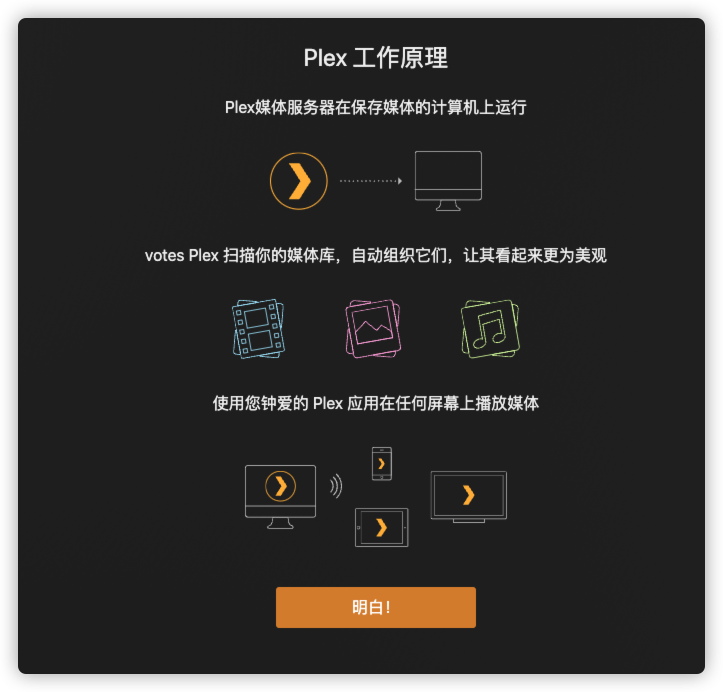 Plex 工作原理
Plex媒体服务器在保存媒体的计算机上运行
votes Plex 扫描你的媒体库，自动组织它们，让其看起来更为美观
使用您钟爱的 Plex 应用在任何屏幕上播放媒体
明白！